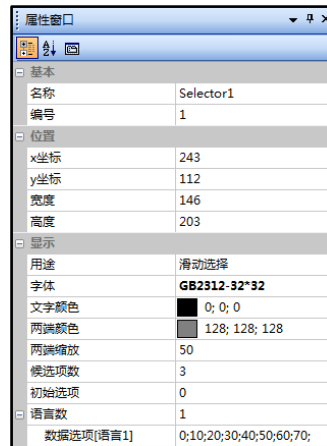 属性窗口
基本
名称 Selector1
编号 1
位置
x坐标 243
y坐标 112
宽度 146
高度 203
显示
用途 滑动选择
字体 GB2312-32*32
文字颜色 0; 0; 0
两端颜色 128; 128; 128
两端缩放 50
候选项数 3
初始选项 0
语言数 1
数据选项[语言1] 0;10;20;30;40;50;60;70;